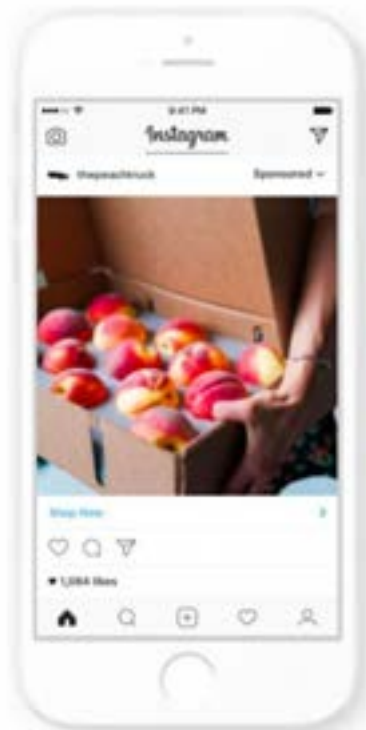 9:41 PM
Instagram
thepeachtruck Sponsored
Shop Now
1,084 likes